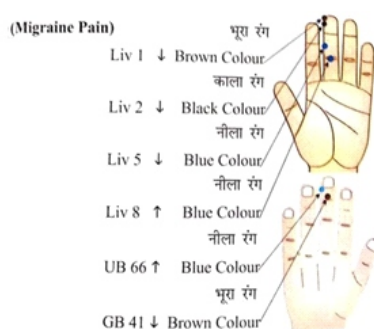 (Migraine Pain)
भूरा रंग
Liv 1 ↓ Brown Colour
काला रंग
Liv 2 ↓ Black Colour
नीला रंग
Liv 5 ↓ Blue Colour
नीला रंग
Liv 8 ↑ Blue Colour
नीला रंग
UB 66 ↑ Blue Colour
भूरा रंग
GB 41 ↓ Brown Colour